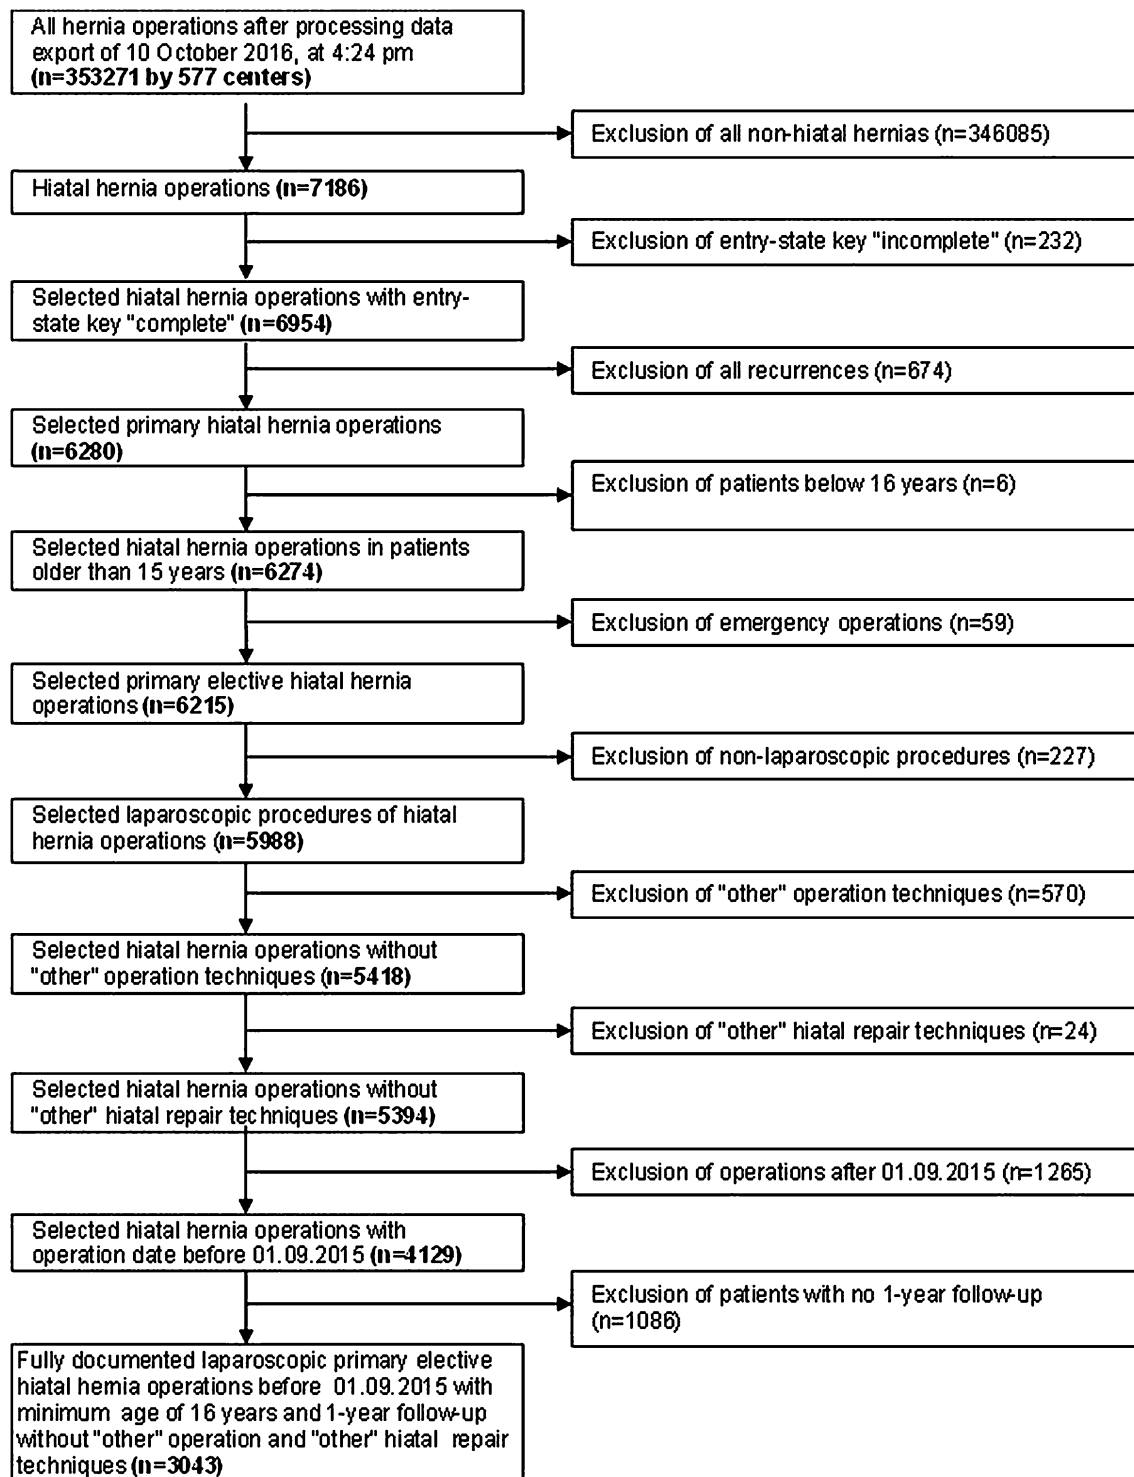 All hernia operations after processing data
export of 10 October 2016, at 4:24 pm
(n=353271 by 577 centers)
Exclusion of all non-hiatal hernias (n=346085)
Hiatal hernia operations (n=7186)
Exclusion of entry-state key "incomplete" (n=232)
Selected hiatal hernia operations with entry-
state key "complete" (n=6954)
Exclusion of all recurrences (n=674)
Selected primary hiatal hernia operations
(n=6280)
Exclusion of patients below 16 years (n=6)
Selected hiatal hernia operations in patients
older than 15 years (n=6274)
Exclusion of emergency operations (n=59)
Selected primary elective hiatal hernia
operations (n=6215)
Exclusion of non-laparoscopic procedures (n=227)
Selected laparoscopic procedures of hiatal
hernia operations (n=5988)
Exclusion of "other" operation techniques (n=570)
Selected hiatal hernia operations without
"other" operation techniques (n=5418)
Exclusion of "other" hiatal repair techniques (n=24)
Selected hiatal hernia operations without
"other" hiatal repair techniques (n=5394)
Exclusion of operations after 01.09.2015 (n=1265)
Selected hiatal hernia operations with
operation date before 01.09.2015 (n=4129)
Exclusion of patients with no 1-year follow-up
(n=1086)
Fully documented laparoscopic primary elective
hiatal hernia operations before 01.09.2015 with
minimum age of 16 years and 1-year follow-up
without "other" operation and "other" hiatal repair
techniques (n=3043)